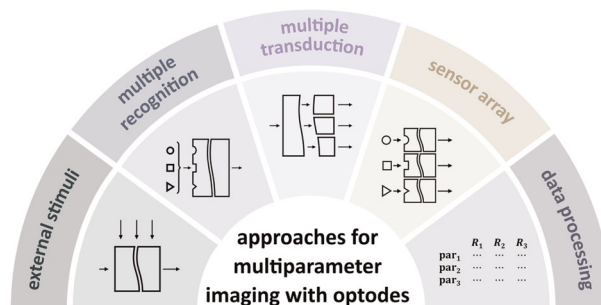 external stimuli
multiple
recognition
multiple
transduction
sensor array
data processing
R₁ R₂ R₃
par₁ ... ... ...
par₂ ... ... ...
par₃ ... ... ...
approaches for
multiparameter
imaging with optodes